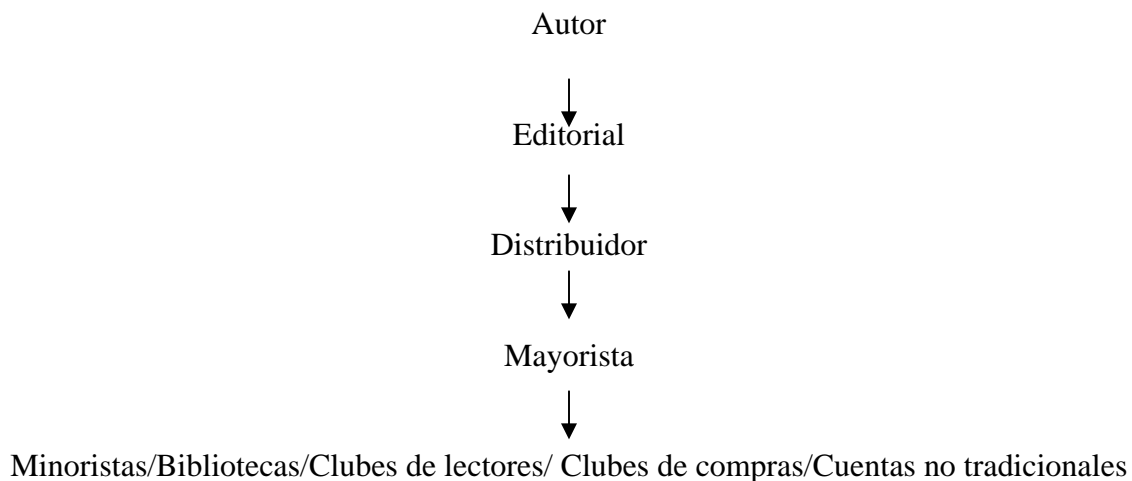 Autor
Editorial
Distribuidor
Mayorista
Minoristas/Bibliotecas/Clubes de lectores/ Clubes de compras/Cuentas no tradicionales